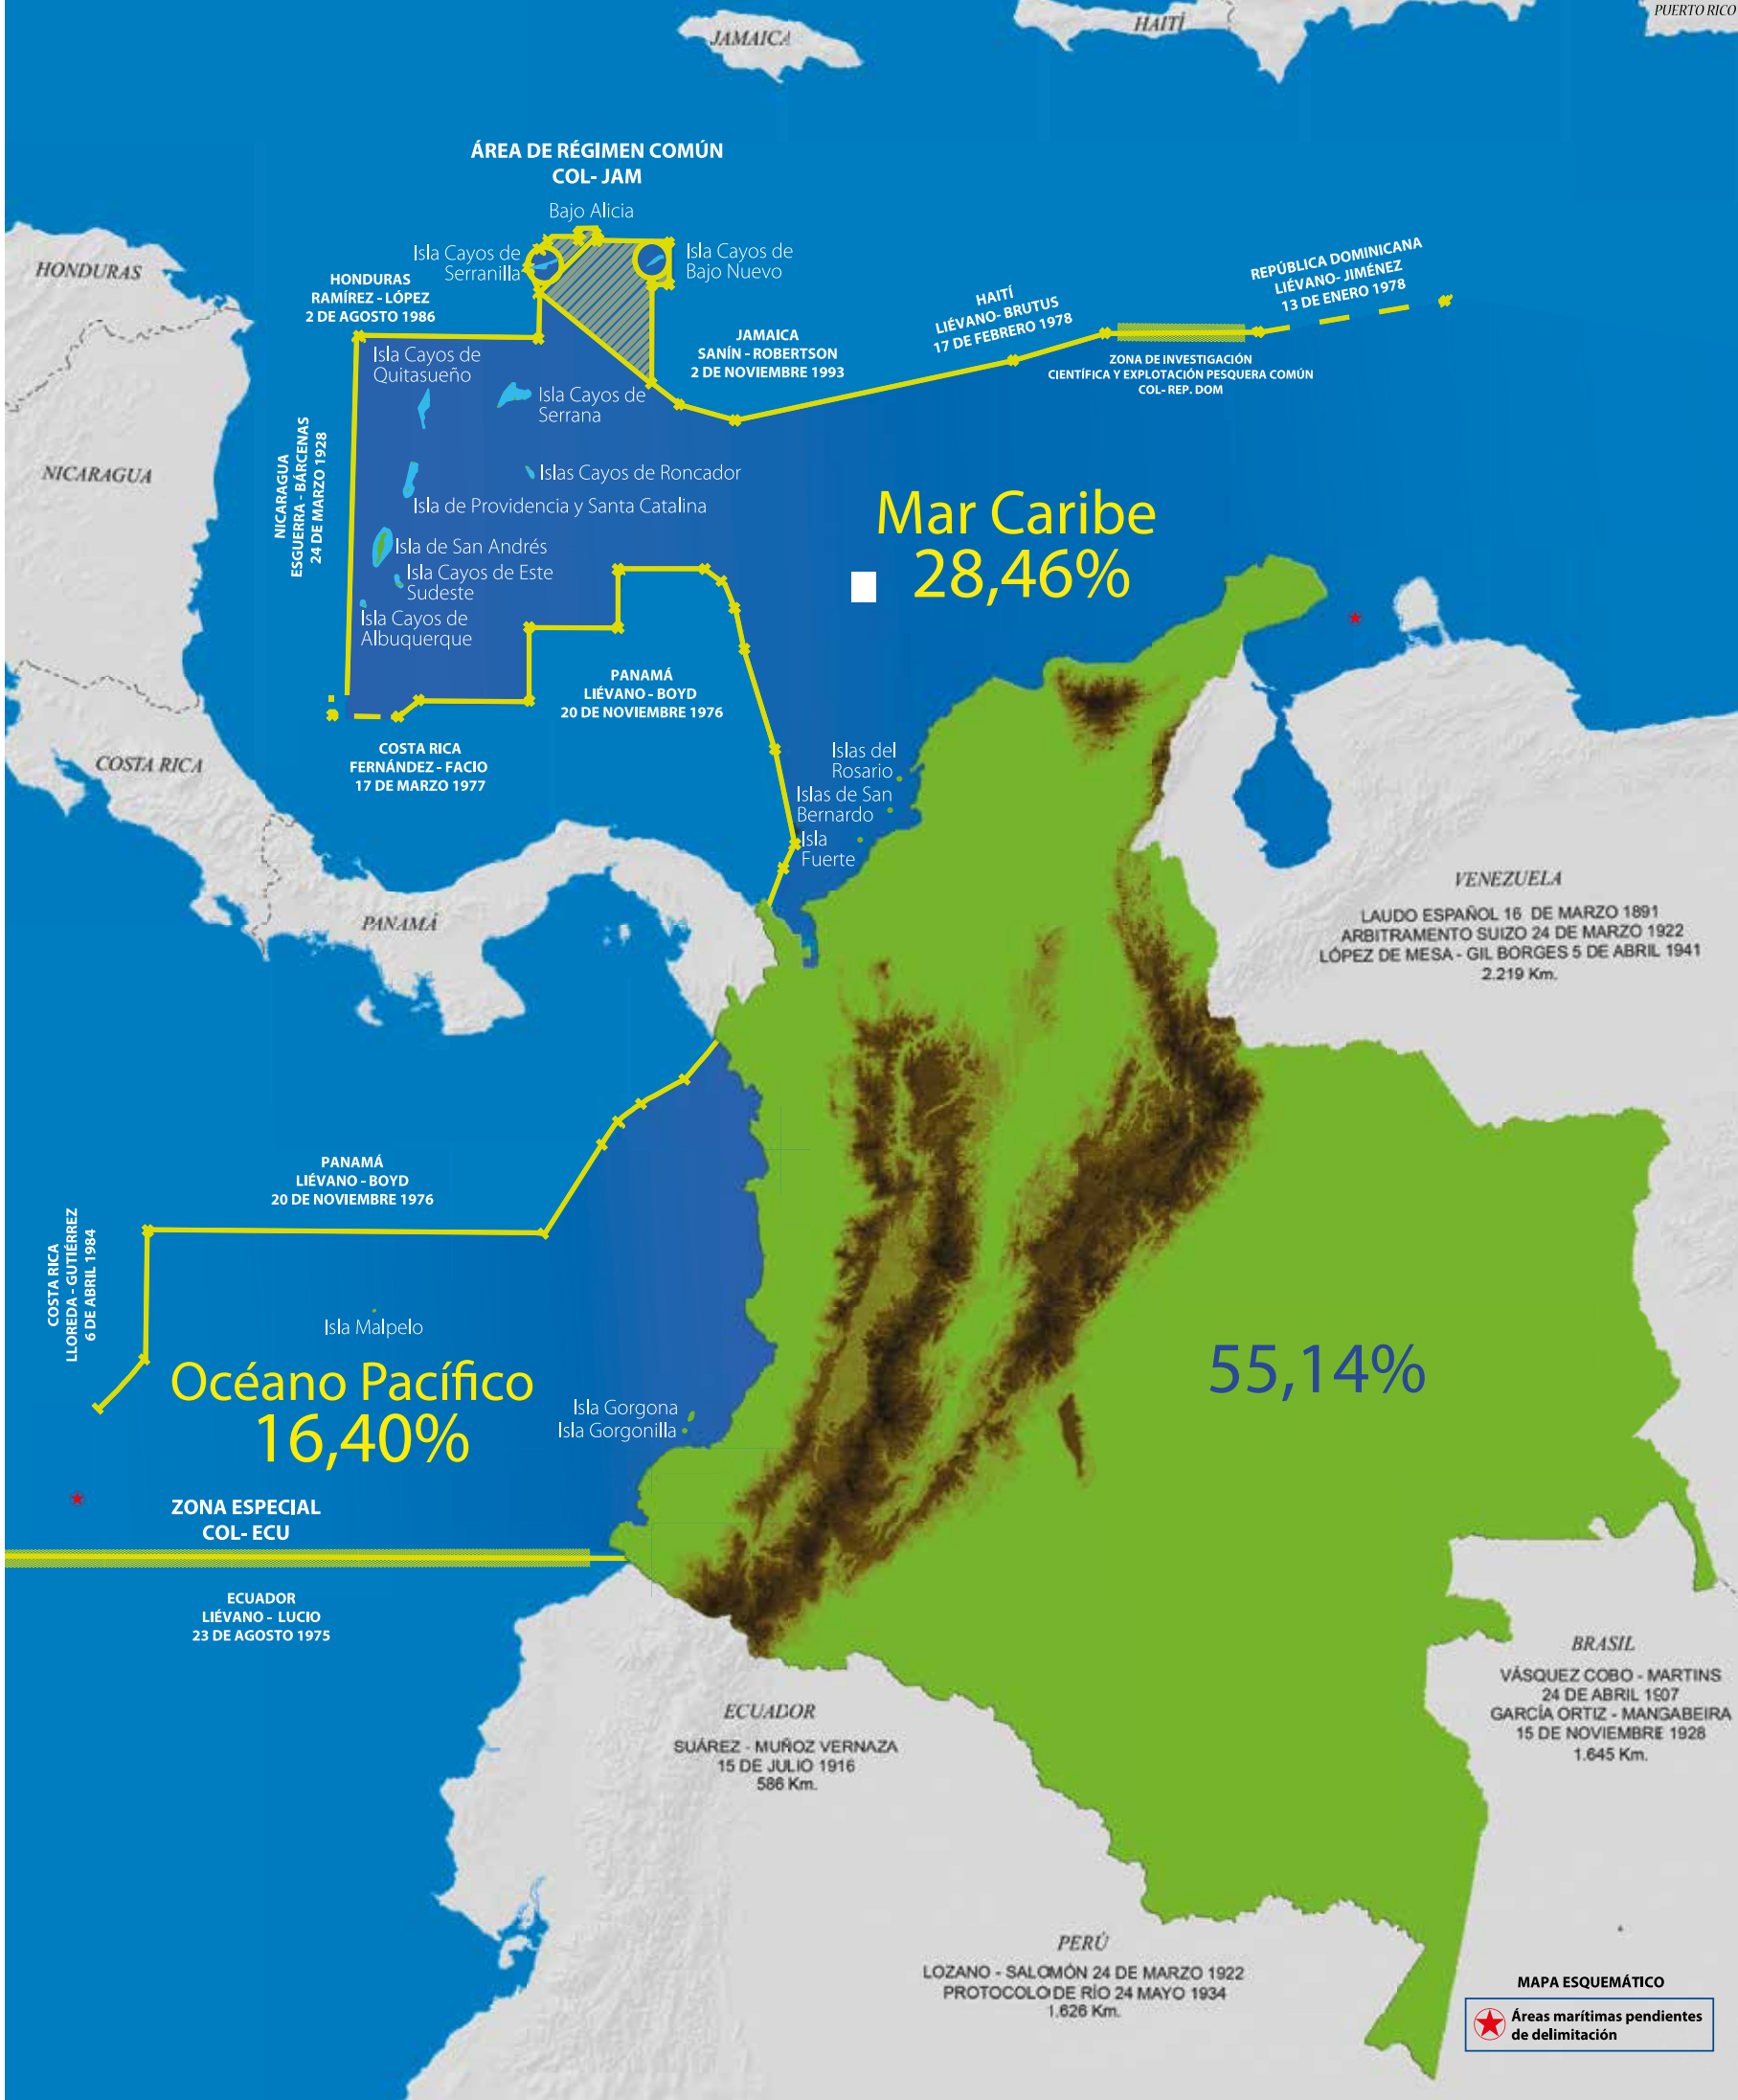 PUERTO RICO
HAITÍ
JAMAICA
ÁREA DE RÉGIMEN COMÚN
COL- JAM
Bajo Alicia
Isla Cayos de
Serranilla
Isla Cayos de
Bajo Nuevo
HONDURAS
HONDURAS
RAMÍREZ - LÓPEZ
2 DE AGOSTO 1986
REPÚBLICA DOMINICANA
LIÉVANO- JIMÉNEZ
13 DE ENERO 1978
HAITÍ
LIÉVANO- BRUTUS
17 DE FEBRERO 1978
JAMAICA
SANÍN - ROBERTSON
2 DE NOVIEMBRE 1993
ZONA DE INVESTIGACIÓN
CIENTÍFICA Y EXPLOTACIÓN PESQUERA COMÚN
COL- REP. DOM
Isla Cayos de
Quitasueño
Isla Cayos de
Serrana
NICARAGUA
NICARAGUA
ESGUERRA - BÁRCENAS
24 DE MARZO 1928
Islas Cayos de Roncador
Isla de Providencia y Santa Catalina
Isla de San Andrés
Isla Cayos de Este
Sudeste
Isla Cayos de
Albuquerque
Mar Caribe
28,46%
PANAMÁ
LIÉVANO - BOYD
20 DE NOVIEMBRE 1976
COSTA RICA
COSTA RICA
FERNÁNDEZ - FACIO
17 DE MARZO 1977
Islas del
Rosario
Islas de San
Bernardo
Isla
Fuerte
PANAMÁ
VENEZUELA
LAUDO ESPAÑOL 16 DE MARZO 1891
ARBITRAMENTO SUIZO 24 DE MARZO 1922
LÓPEZ DE MESA - GIL BORGES 5 DE ABRIL 1941
2.219 Km.
PANAMÁ
LIÉVANO - BOYD
20 DE NOVIEMBRE 1976
COSTA RICA
LLOREDA - GUTIÉRREZ
6 DE ABRIL 1984
Isla Malpelo
Océano Pacífico
16,40%
Isla Gorgona
Isla Gorgonilla
55,14%
ZONA ESPECIAL
COL- ECU
ECUADOR
LIÉVANO - LUCIO
23 DE AGOSTO 1975
ECUADOR
SUÁREZ - MUÑOZ VERNAZA
15 DE JULIO 1916
586 Km.
BRASIL
VÁSQUEZ COBO - MARTINS
24 DE ABRIL 1907
GARCÍA ORTIZ - MANGABEIRA
15 DE NOVIEMBRE 1928
1.645 Km.
PERÚ
LOZANO - SALOMÓN 24 DE MARZO 1922
PROTOCOLO DE RÍO 24 MAYO 1934
1.626 Km.
MAPA ESQUEMÁTICO
Áreas marítimas pendientes
de delimitación